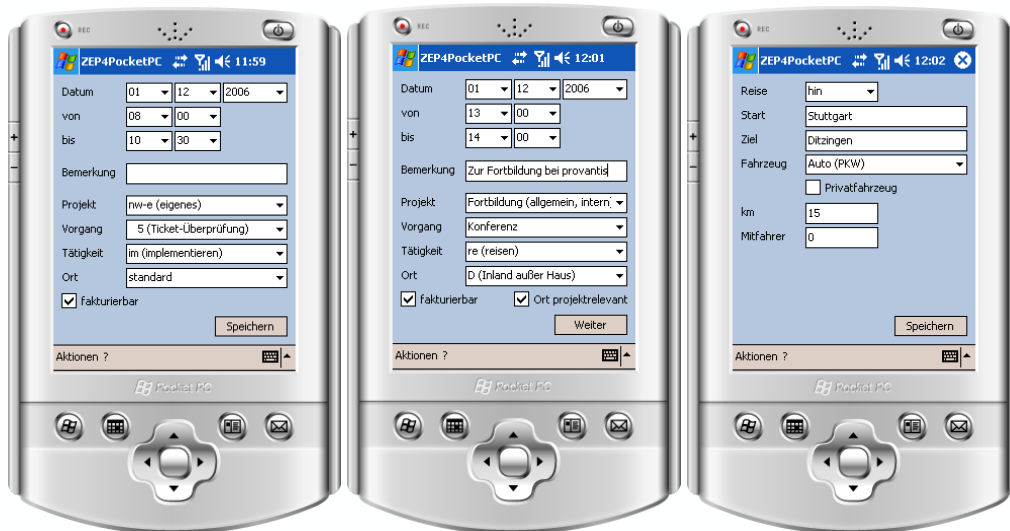 REC
ZEP4PocketPC 11:59
Datum 01 12 2006
von 08 00
bis 10 30
Bemerkung
Projekt nw-e (eigenes)
Vorgang 5 (Ticket-Überprüfung)
Tätigkeit im (implementieren)
Ort standard
fakturierbar
Speichern
Aktionen ?
Pocket PC
REC
ZEP4PocketPC 12:01
Datum 01 12 2006
von 13 00
bis 14 00
Bemerkung Zur Fortbildung bei provantis
Projekt Fortbildung (allgemein, intern)
Vorgang Konferenz
Tätigkeit re (reisen)
Ort D (Inland außer Haus)
fakturierbar Ort projektrelevant
Weiter
Aktionen ?
Pocket PC
REC
ZEP4PocketPC 12:02
Reise hin
Start Stuttgart
Ziel Ditzingen
Fahrzeug Auto (PKW)
Privatfahrzeug
km 15
Mitfahrer 0
Speichern
Aktionen ?
Pocket PC